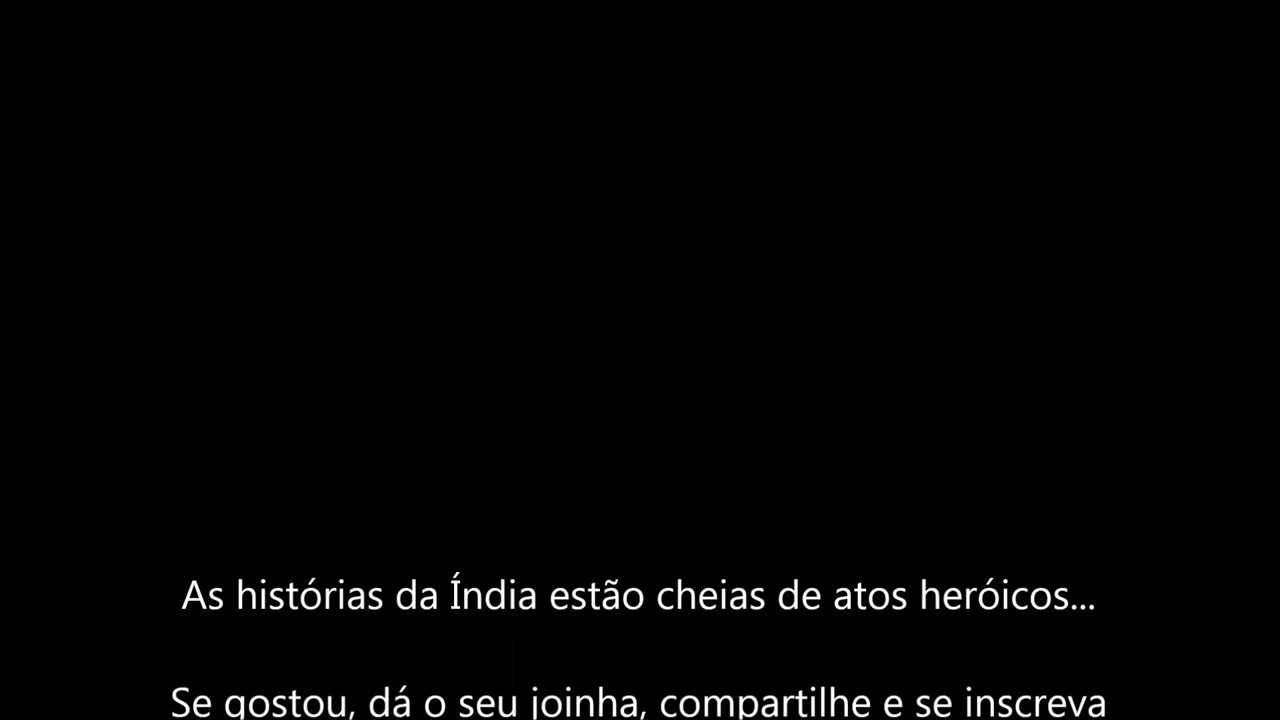 As histórias da Índia estão cheias de atos heróicos...
Se gostou, dá o seu joinha, compartilhe e se inscreva